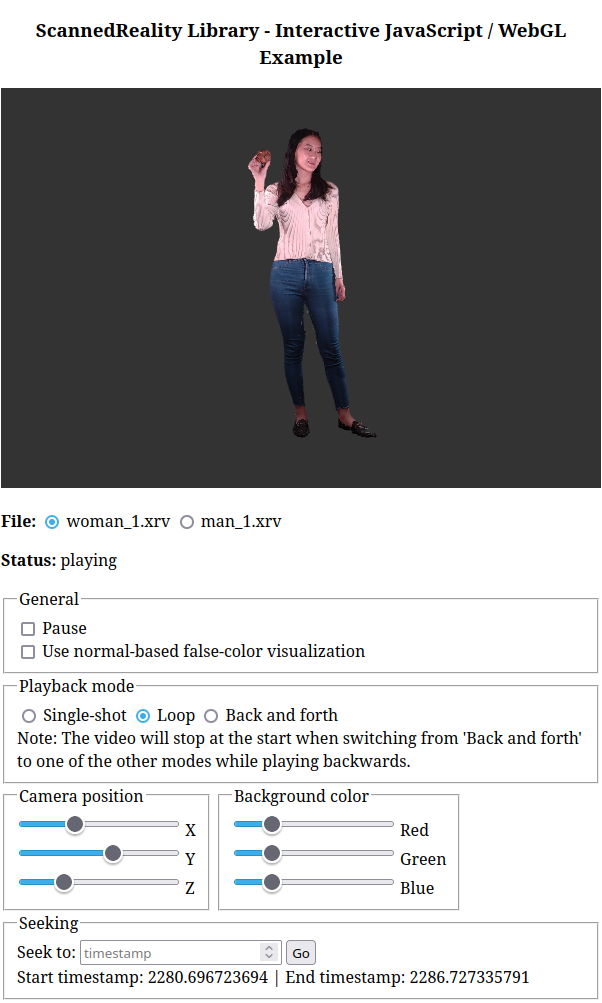 ScannedReality Library - Interactive JavaScript / WebGL
Example
File: woman_1.xrv man_1.xrv
Status: playing
General
Pause
Use normal-based false-color visualization
Playback mode
Single-shot Loop Back and forth
Note: The video will stop at the start when switching from 'Back and forth'
to one of the other modes while playing backwards.
Camera position Background color
X Red
Y Green
Z Blue
Seeking
Seek to: timestamp Go
Start timestamp: 2280.696723694 | End timestamp: 2286.727335791